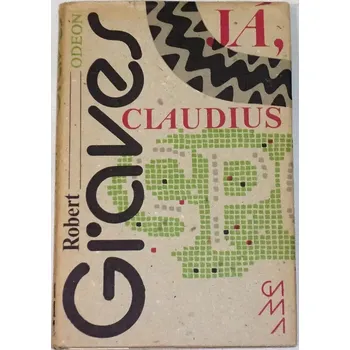 JÁ,
CLAUDIUS
Robert
Graves
ODEON
GAMA